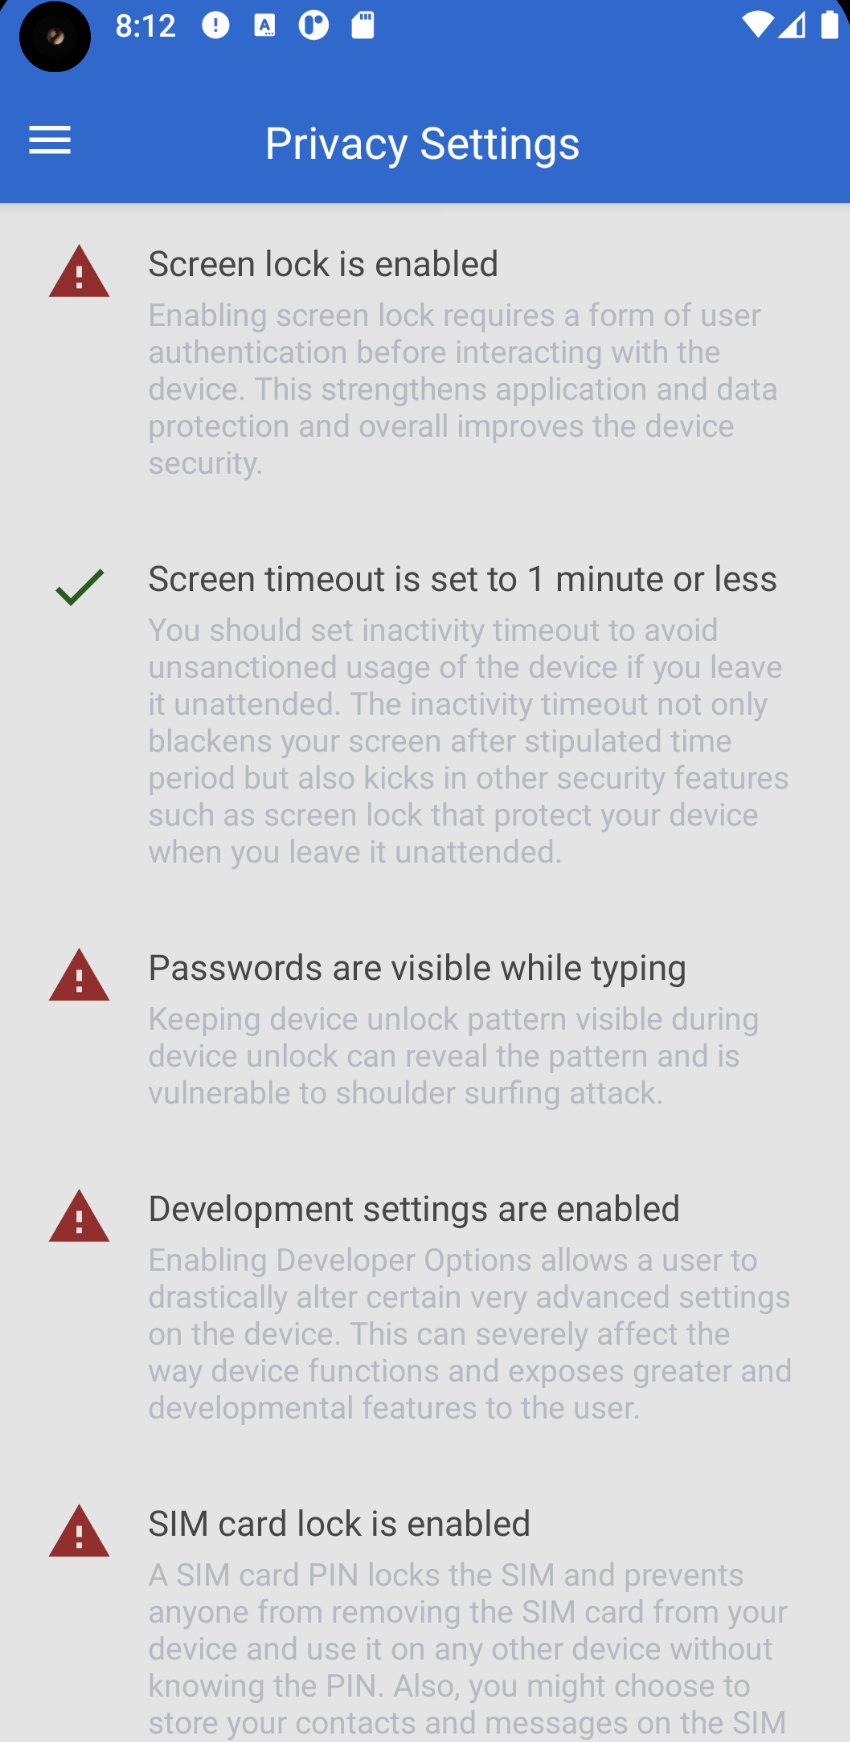 8:12
Privacy Settings
Screen lock is enabled
Enabling screen lock requires a form of user
authentication before interacting with the
device. This strengthens application and data
protection and overall improves the device
security.
Screen timeout is set to 1 minute or less
You should set inactivity timeout to avoid
unsanctioned usage of the device if you leave
it unattended. The inactivity timeout not only
blackens your screen after stipulated time
period but also kicks in other security features
such as screen lock that protect your device
when you leave it unattended.
Passwords are visible while typing
Keeping device unlock pattern visible during
device unlock can reveal the pattern and is
vulnerable to shoulder surfing attack.
Development settings are enabled
Enabling Developer Options allows a user to
drastically alter certain very advanced settings
on the device. This can severely affect the
way device functions and exposes greater and
developmental features to the user.
SIM card lock is enabled
A SIM card PIN locks the SIM and prevents
anyone from removing the SIM card from your
device and use it on any other device without
knowing the PIN. Also, you might choose to
store your contacts and messages on the SIM